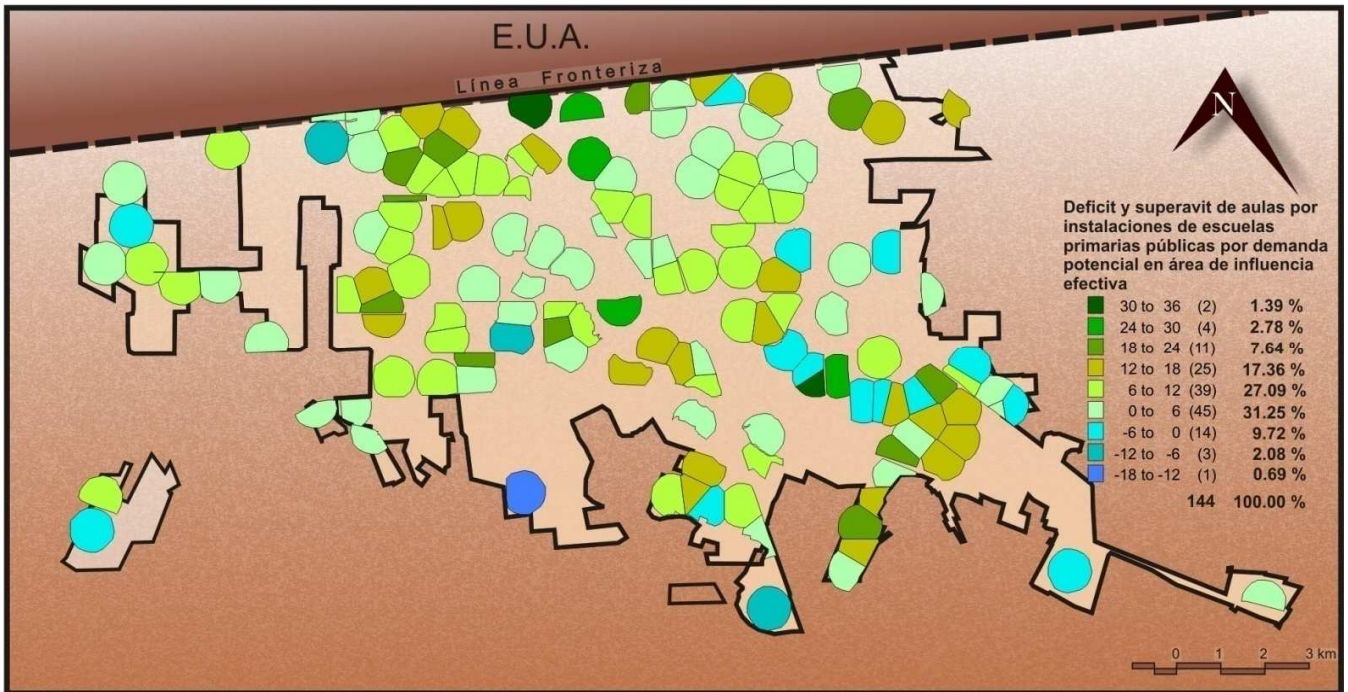 E.U.A.
Línea Fronteriza
N
Deficit y superavit de aulas por
instalaciones de escuelas
primarias públicas por demanda
potencial en área de influencia
efectiva
30 to 36 (2) 1.39 %
24 to 30 (4) 2.78 %
18 to 24 (11) 7.64 %
12 to 18 (25) 17.36 %
6 to 12 (39) 27.09 %
0 to 6 (45) 31.25 %
-6 to 0 (14) 9.72 %
-12 to -6 (3) 2.08 %
-18 to -12 (1) 0.69 %
144 100.00 %
0 1 2 3 km